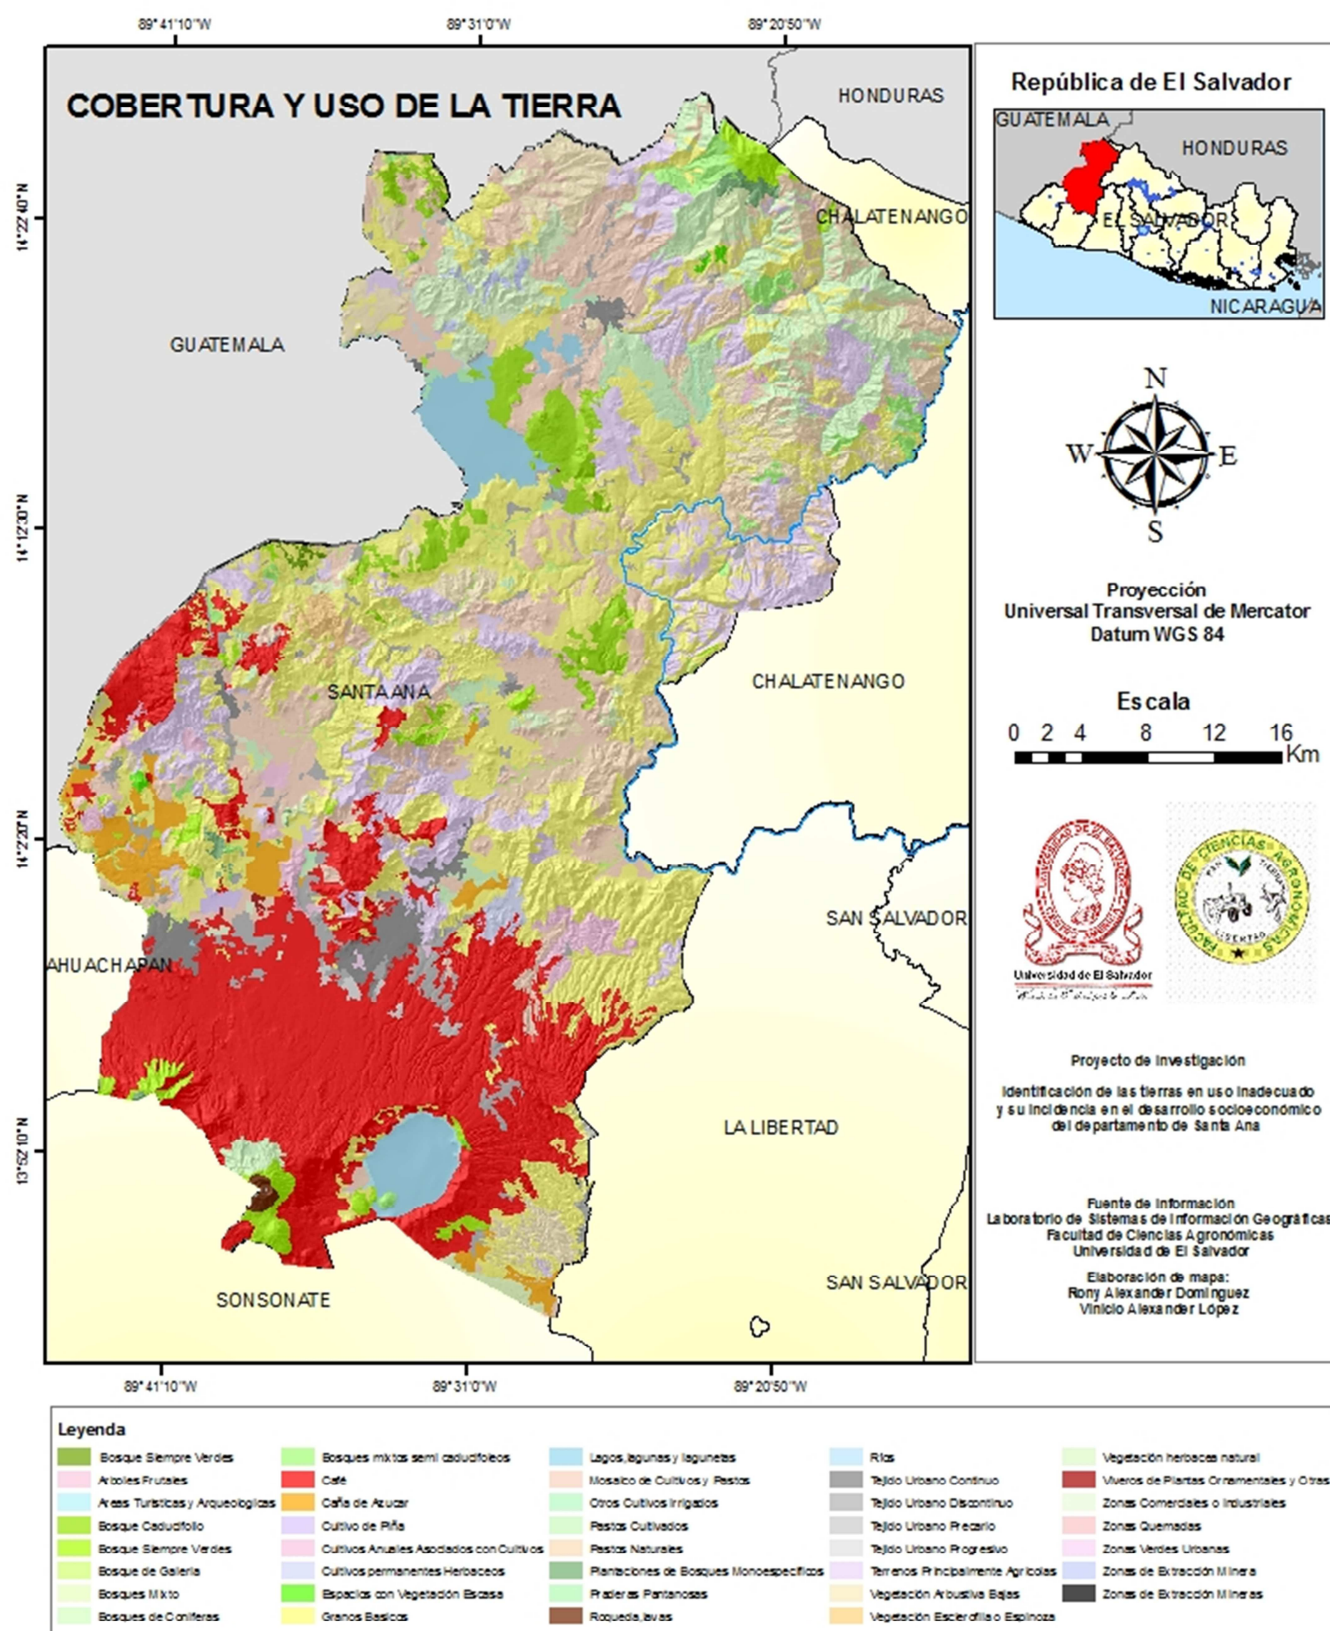 89°41'10"W
89°31'0"W
89°20'50"W
COBERTURA Y USO DE LA TIERRA
HONDURAS
CHALATENANGO
GUATEMALA
14°22'40"N
14°12'30"N
14°2'20"N
13°52'10"N
SANTA ANA
CHALATENANGO
SAN SALVADOR
AHUACHAPAN
LA LIBERTAD
SAN SALVADOR
SONSONATE
89°41'10"W
89°31'0"W
89°20'50"W
República de El Salvador
GUATEMALA
HONDURAS
EL SALVADOR
NICARAGUA
N
W
E
S
Proyección
Universal Transversal de Mercator
Datum WGS 84
Escala
0 2 4 8 12 16
Km
Universidad de El Salvador
FACULTAD DE CIENCIAS AGRONOMICAS
LIBERTAD
Proyecto de Investigación
Identificación de las tierras en uso inadecuado
y su incidencia en el desarrollo socioeconómico
del departamento de Santa Ana
Fuente de Información
Laboratorio de Sistemas de Información Geográficas
Facultad de Ciencias Agronómicas
Universidad de El Salvador
Elaboración de mapa:
Rony Alexander Dominguez
Vinicio Alexander López
Leyenda
Bosque Siempre Verdes
Arboles Frutales
Areas Turisticas y Arqueologicas
Bosque Caducifolio
Bosque Siempre Verdes
Bosque de Galeria
Bosques Mixto
Bosques de Coniferas
Bosques mixtos semi caducifoleos
Café
Caña de Azucar
Cultivo de Piña
Cultivos Anuales Asociados con Cultivos
Cultivos permanentes Herbaceos
Espacios con Vegetación Escasa
Granos Basicos
Lagos,lagunas y lagunetas
Mosaico de Cultivos y Pastos
Otros Cultivos Irrigados
Pastos Cultivados
Pastos Naturales
Plantaciones de Bosques Monoespecificos
Praderas Pantanosas
Roqueda,lavas
Rios
Tejido Urbano Continuo
Tejido Urbano Discontinuo
Tejido Urbano Precario
Tejido Urbano Progresivo
Terrenos Principalmente Agrícolas
Vegetación Arbustiva Bajas
Vegetación Esclerofila o Espinoza
Vegetación herbacea natural
Viveros de Plantas Ornamentales y Otras
Zonas Comerciales o Industriales
Zonas Quemadas
Zonas Verdes Urbanas
Zonas de Extracción Minera
Zonas de Extracción Mineras